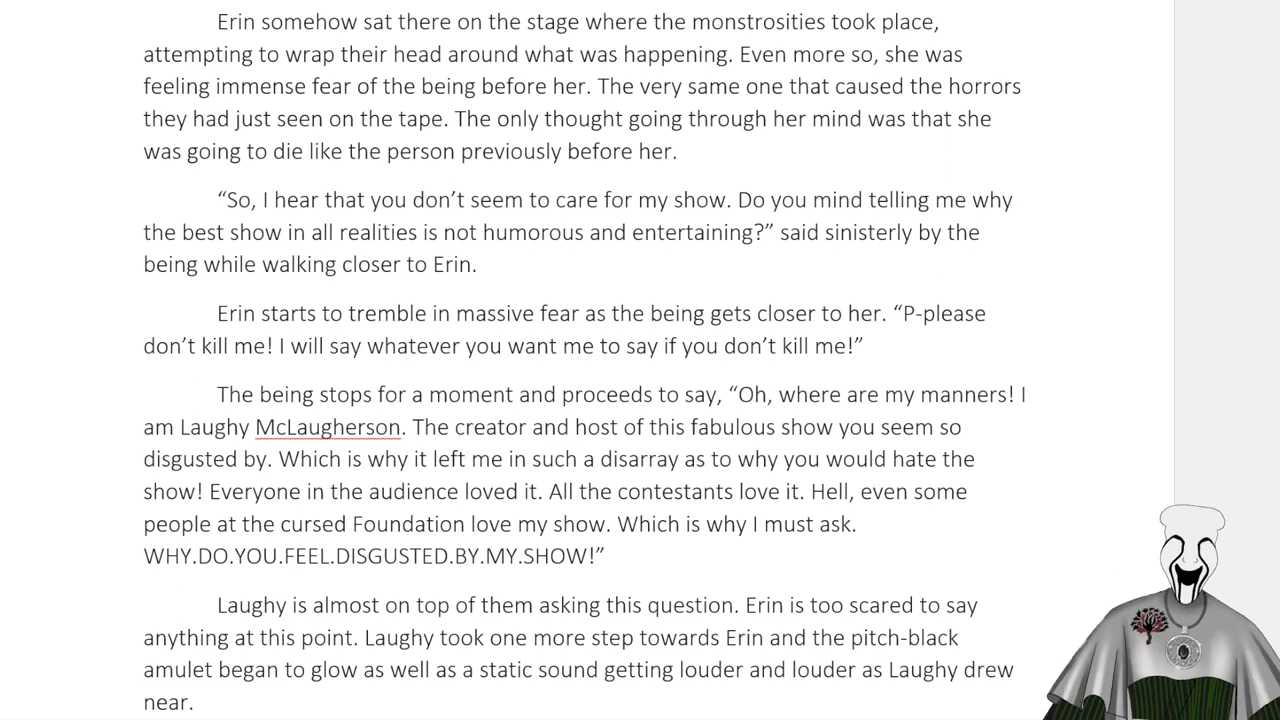 Erin somehow sat there on the stage where the monstrosities took place,
attempting to wrap their head around what was happening. Even more so, she was
feeling immense fear of the being before her. The very same one that caused the horrors
they had just seen on the tape. The only thought going through her mind was that she
was going to die like the person previously before her.
“So, I hear that you don’t seem to care for my show. Do you mind telling me why
the best show in all realities is not humorous and entertaining?” said sinisterly by the
being while walking closer to Erin.
Erin starts to tremble in massive fear as the being gets closer to her. “P-please
don’t kill me! I will say whatever you want me to say if you don’t kill me!”
The being stops for a moment and proceeds to say, “Oh, where are my manners! I
am Laughy McLaugherson. The creator and host of this fabulous show you seem so
disgusted by. Which is why it left me in such a disarray as to why you would hate the
show! Everyone in the audience loved it. All the contestants love it. Hell, even some
people at the cursed Foundation love my show. Which is why I must ask.
WHY.DO.YOU.FEEL.DISGUSTED.BY.MY.SHOW!”
Laughy is almost on top of them asking this question. Erin is too scared to say
anything at this point. Laughy took one more step towards Erin and the pitch-black
amulet began to glow as well as a static sound getting louder and louder as Laughy drew
near.